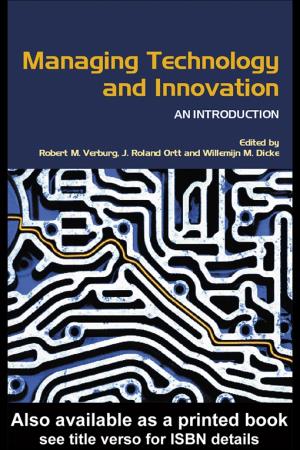 Managing Technology
and Innovation
AN INTRODUCTION
Edited by
Robert M. Verburg, J. Roland Ortt and Willemijn M. Dicke
Also available as a printed book
see title verso for ISBN details